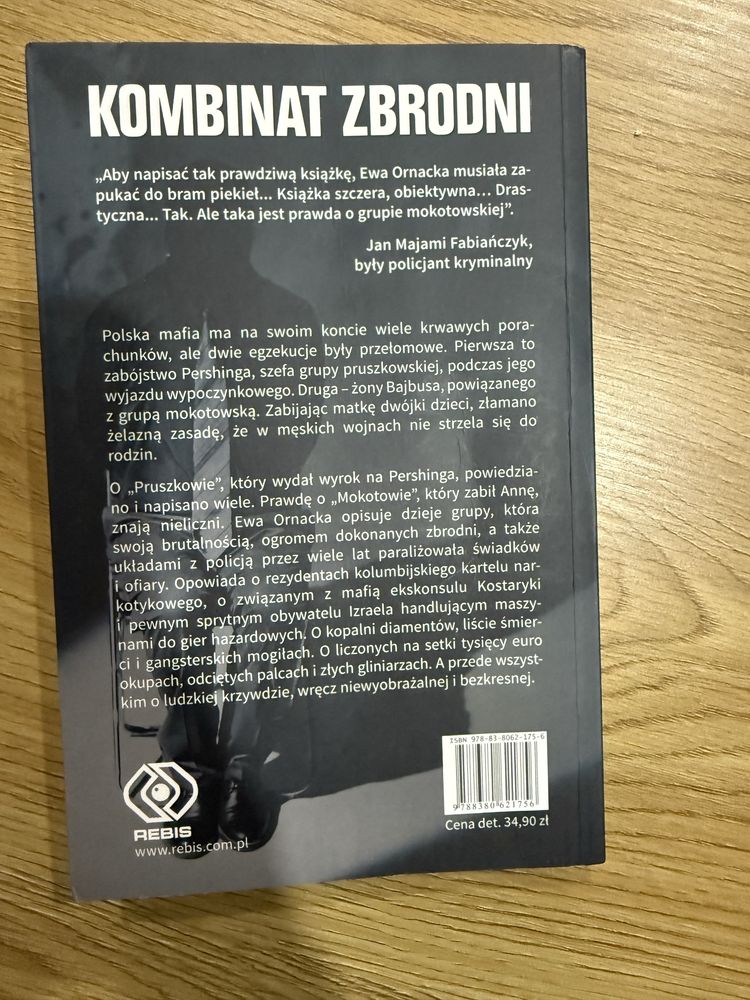 KOMBINAT ZBRODNI
„Aby napisać tak prawdziwą książkę, Ewa Ornacka musiała za-
pukać do bram piekieł... Książka szczera, obiektywna... Dras-
tyczna... Tak. Ale taka jest prawda o grupie mokotowskiej”.
Jan Majami Fabiańczyk,
były policjant kryminalny
Polska mafia ma na swoim koncie wiele krwawych pora-
chunków, ale dwie egzekucje były przełomowe. Pierwsza to
zabójstwo Pershinga, szefa grupy pruszkowskiej, podczas jego
wyjazdu wypoczynkowego. Druga – żony Bajbusa, powiązanego
z grupą mokotowską. Zabijając matkę dwójki dzieci, złamano
żelazną zasadę, że w męskich wojnach nie strzela się do
rodzin.
O „Pruszkowie”, który wydał wyrok na Pershinga, powiedzia-
no i napisano wiele. Prawdę o „Mokotowie”, który zabił Annę,
znają nieliczni. Ewa Ornacka opisuje dzieje grupy, która
swoją brutalnością, ogromem dokonanych zbrodni, a także
układami z policją przez wiele lat paraliżowała świadków
i ofiary. Opowiada o rezydentach kolumbijskiego kartelu nar-
kotykowego, o związanym z mafią ekskonsulu Kostaryki
i pewnym sprytnym obywatelu Izraela handlującym maszy-
nami do gier hazardowych. O kopalni diamentów, liście śmier-
ci i gangsterskich mogiłach. O liczonych na setki tysięcy euro
okupach, odciętych palcach i złych gliniarzach. A przede wszyst-
kim o ludzkiej krzywdzie, wręcz niewyobrażalnej i bezkresnej.
ISBN 978-83-8062-175-6
9 788380 621756
Cena det. 34,90 zł
REBIS
www.rebis.com.pl